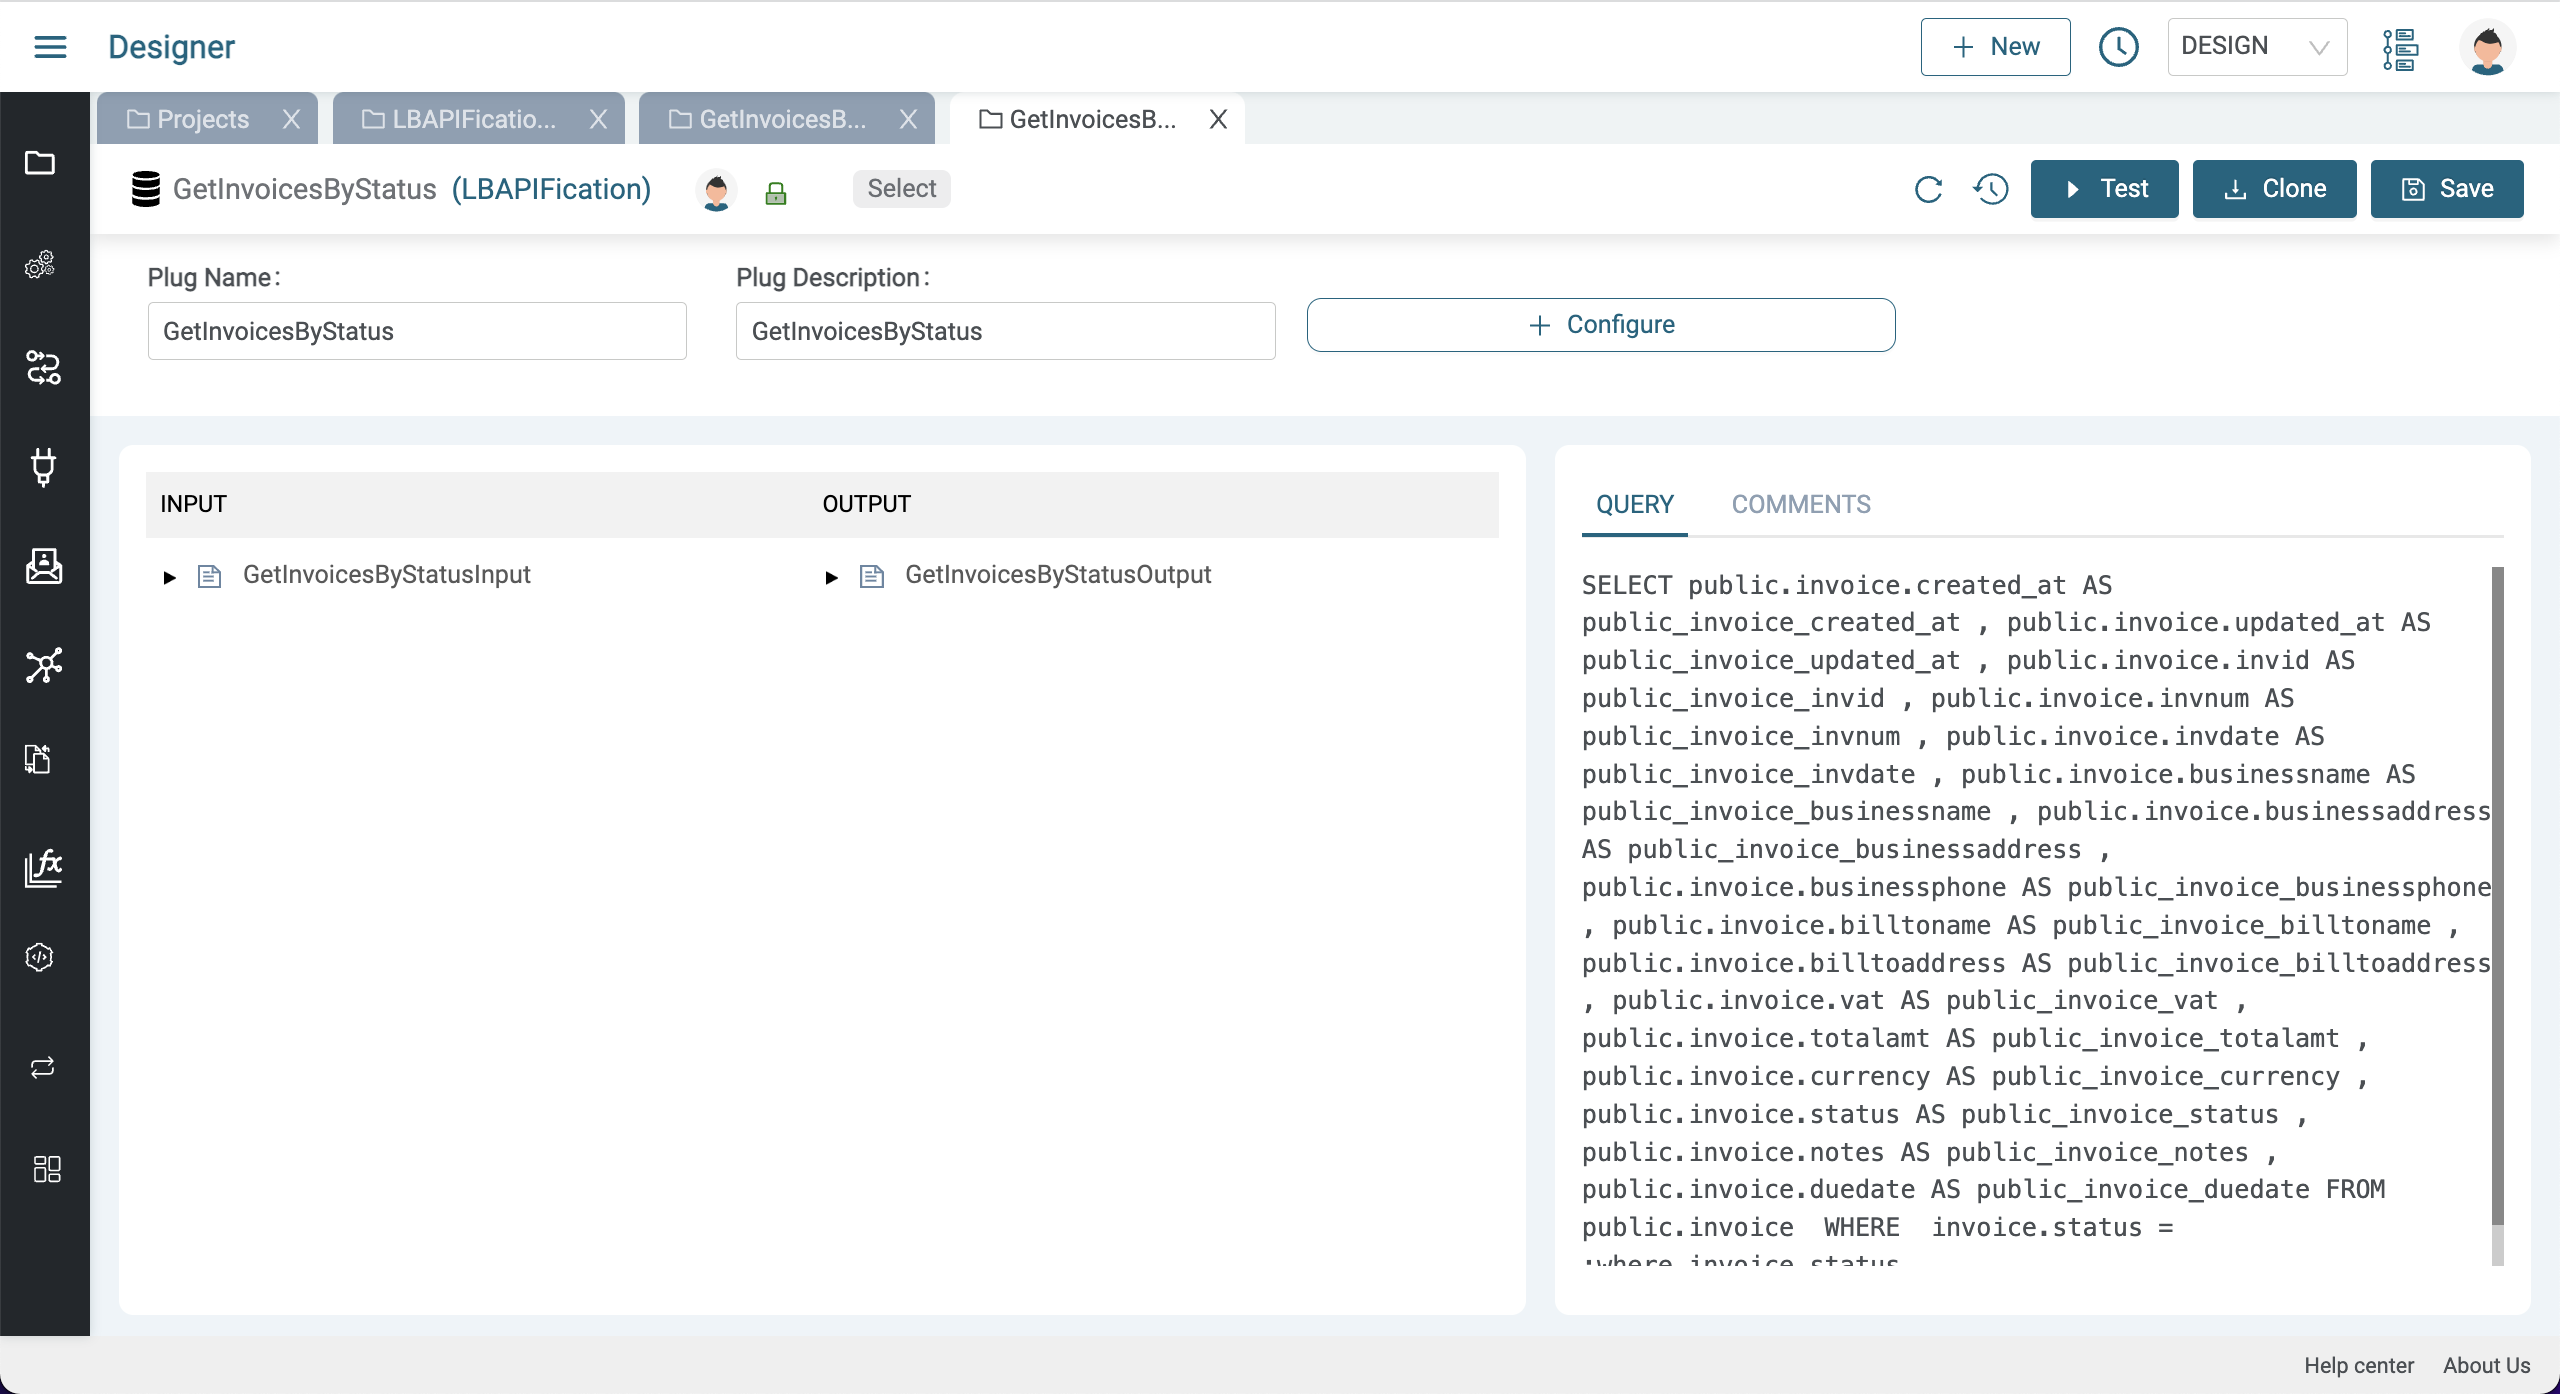 Designer
+ New
DESIGN
Projects X
LBAPIFicatio... X
GetInvoicesB... X
GetInvoicesB... X
GetInvoicesByStatus (LBAPIFication)
Select
Test
Clone
Save
Plug Name :
Plug Description :
GetInvoicesByStatus
GetInvoicesByStatus
+ Configure
INPUT
OUTPUT
GetInvoicesByStatusInput
GetInvoicesByStatusOutput
QUERY
COMMENTS
SELECT public.invoice.created_at AS
public_invoice_created_at , public.invoice.updated_at AS
public_invoice_updated_at , public.invoice.invid AS
public_invoice_invid , public.invoice.invnum AS
public_invoice_invnum , public.invoice.invdate AS
public_invoice_invdate , public.invoice.businessname AS
public_invoice_businessname , public.invoice.businessaddress
AS public_invoice_businessaddress ,
public.invoice.businessphone AS public_invoice_businessphone
, public.invoice.billtoname AS public_invoice_billtoname ,
public.invoice.billtoaddress AS public_invoice_billtoaddress
, public.invoice.vat AS public_invoice_vat ,
public.invoice.totalamt AS public_invoice_totalamt ,
public.invoice.currency AS public_invoice_currency ,
public.invoice.status AS public_invoice_status ,
public.invoice.notes AS public_invoice_notes ,
public.invoice.duedate AS public_invoice_duedate FROM
public.invoice  WHERE  invoice.status =
Help center
About Us